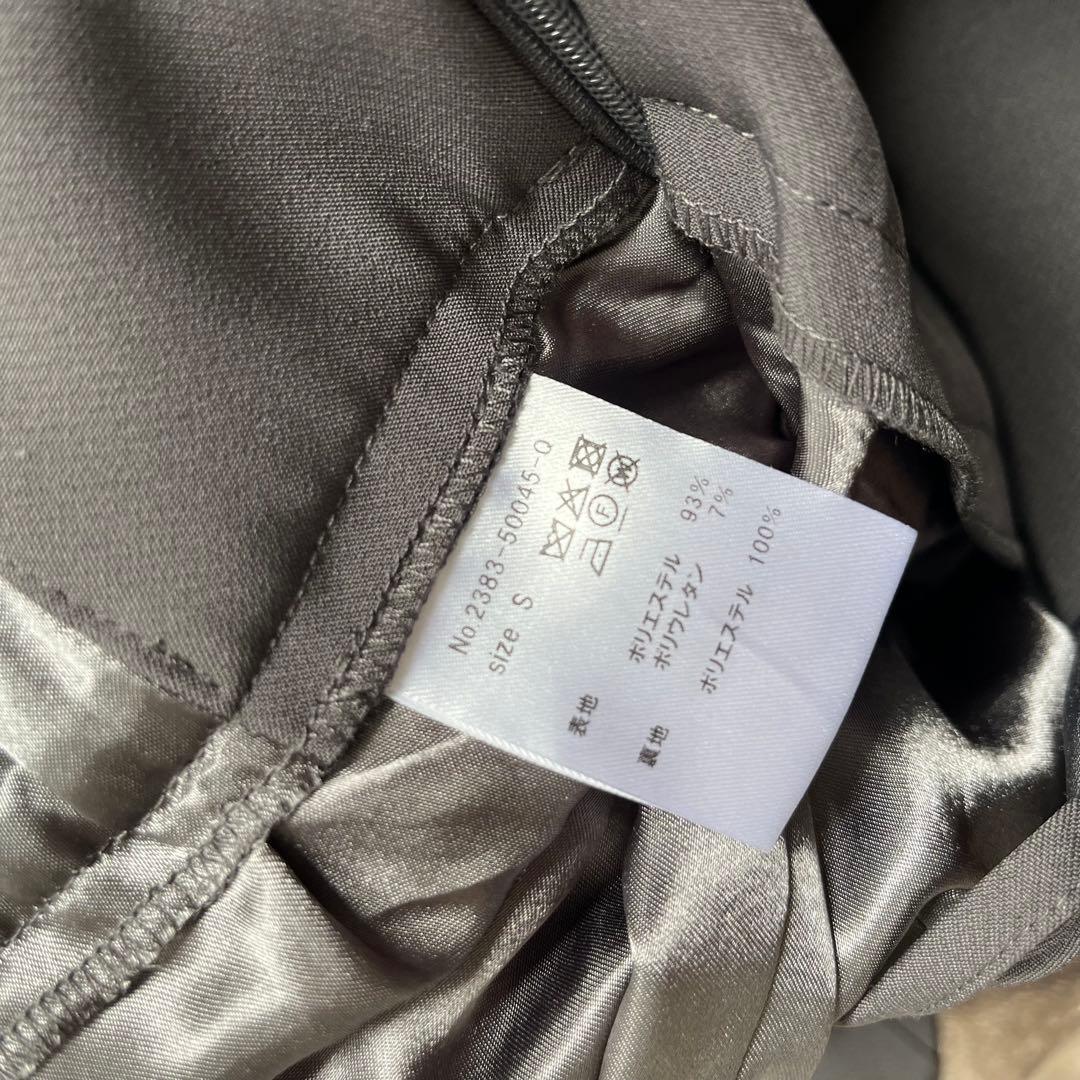 No.2383-50045-0
size S
F
表地 ポリエステル 93%
ポリウレタン 7%
裏地 ポリエステル 100%